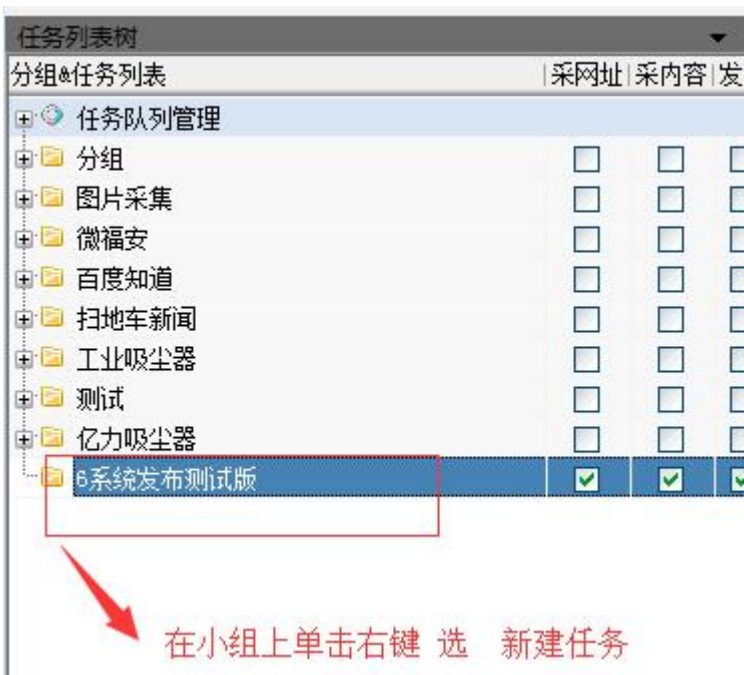 任务列表树
分组&任务列表 采网址 采内容 发
任务队列管理
分组
图片采集
微福安
百度知道
扫地车新闻
工业吸尘器
测试
亿力吸尘器
6系统发布测试版
在小组上单击右键 选 新建任务